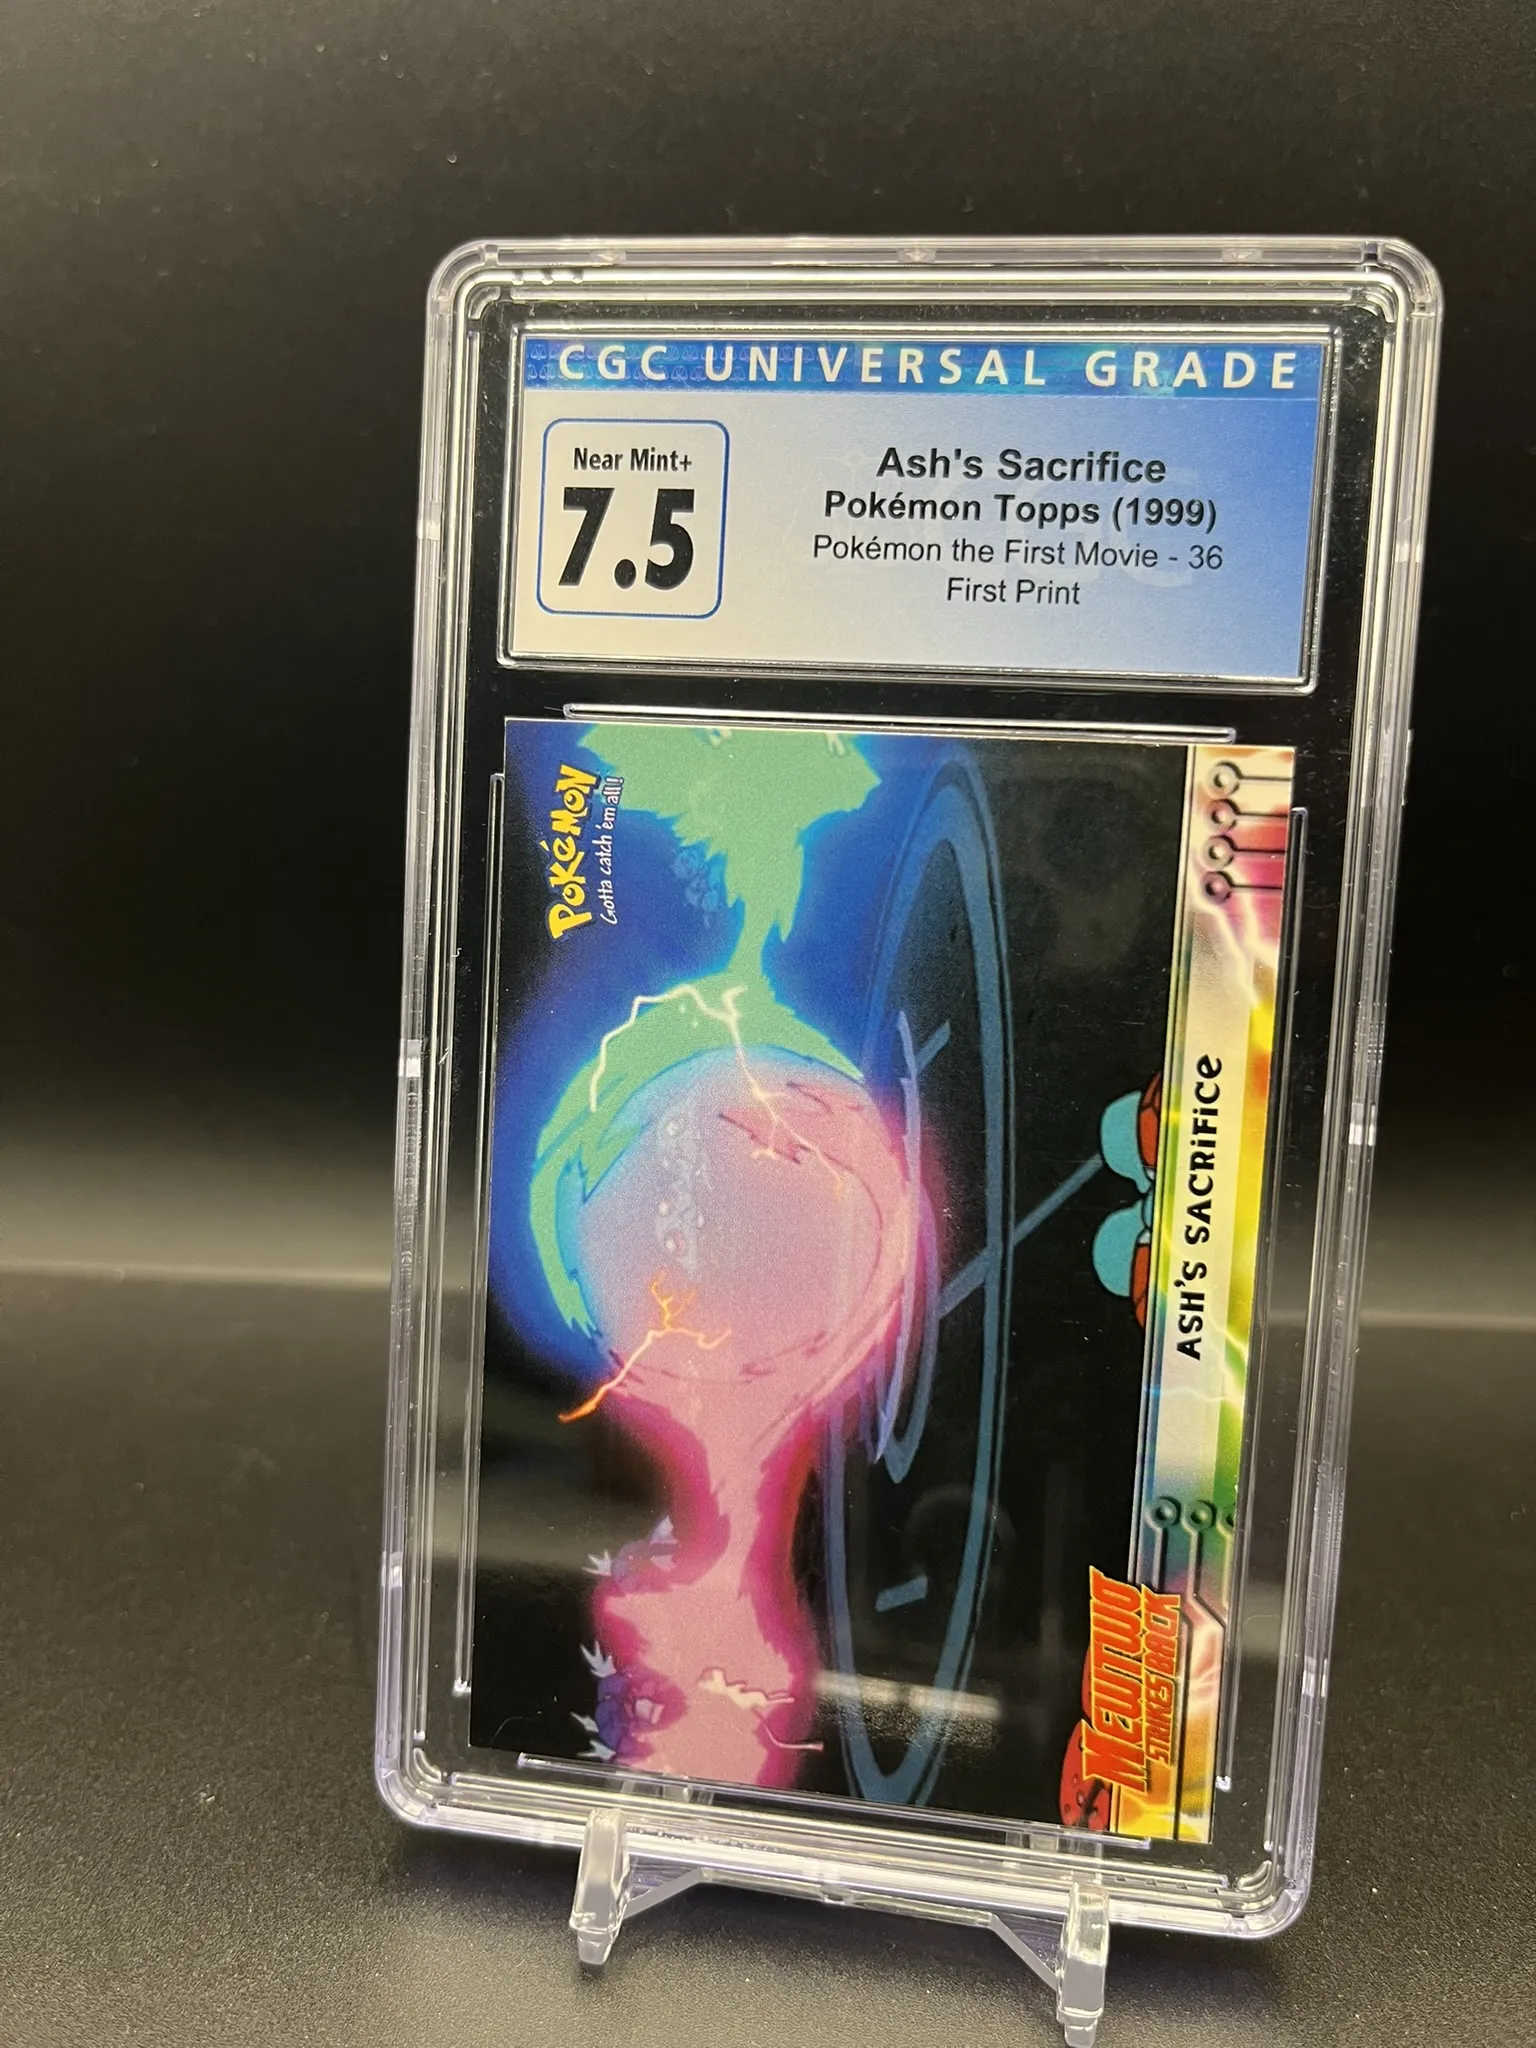 CGC UNIVERSAL GRADE
Near Mint+
7.5
Ash's Sacrifice
Pokémon Topps (1999)
Pokémon the First Movie - 36
First Print
POKéMON
Gotta catch 'em all!
ASH'S SACRIFICE
MEWTWO
STRIKES BACK